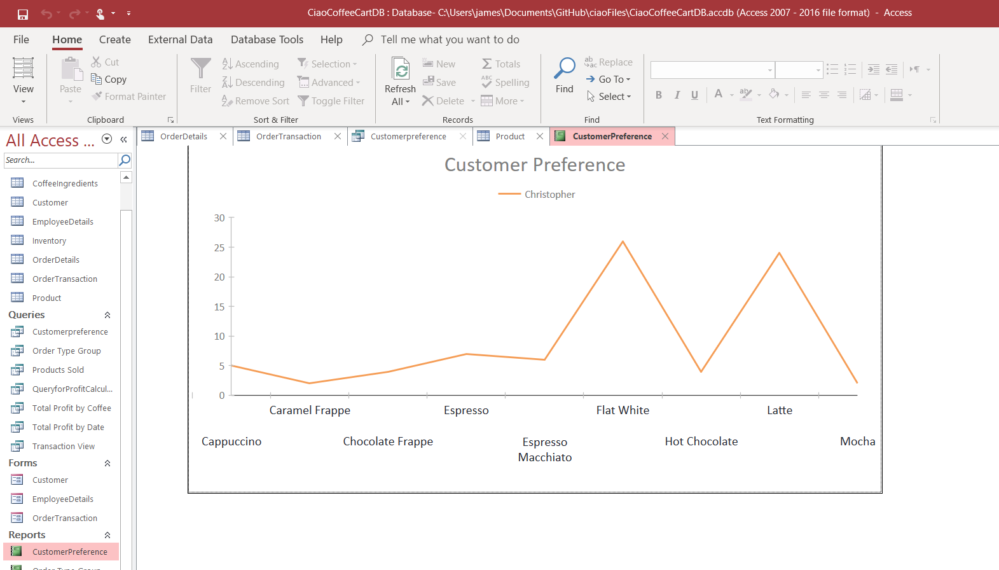 CiaoCoffeeCartDB : Database- C:\Users\james\Documents\GitHub\ciaoFiles\CiaoCoffeeCartDB.accdb (Access 2007 - 2016 file format) - Access
File Home Create External Data Database Tools Help Tell me what you want to do
View
Views
Paste
Cut
Copy
Format Painter
Clipboard
Filter
Ascending
Descending
Remove Sort
Selection
Advanced
Toggle Filter
Sort & Filter
Refresh
All
New
Save
Delete
Totals
Spelling
More
Records
Find
Replace
Go To
Select
Find
B I U A
Text Formatting
All Access ...
Search...
CoffeeIngredients
Customer
EmployeeDetails
Inventory
OrderDetails
OrderTransaction
Product
Queries
Customerpreference
Order Type Group
Products Sold
QueryforProfitCalcul...
Total Profit by Coffee
Total Profit by Date
Transaction View
Forms
Customer
EmployeeDetails
OrderTransaction
Reports
CustomerPreference
Order Type Group
OrderDetails OrderTransaction Customerpreference Product CustomerPreference
Customer Preference
Christopher
30
25
20
15
10
5
0
Caramel Frappe Espresso Flat White Latte
Cappuccino Chocolate Frappe Espresso Macchiato Hot Chocolate Mocha